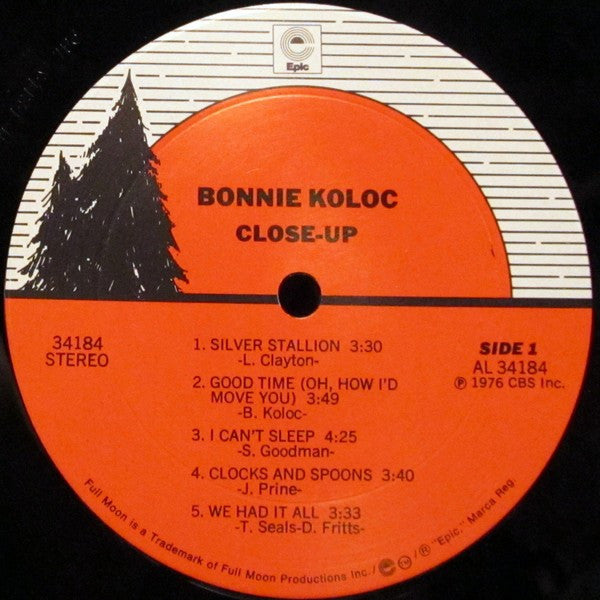 Epic
BONNIE KOLOC
CLOSE-UP
34184
STEREO
1. SILVER STALLION 3:30
-L. Clayton-
2. GOOD TIME (OH, HOW I'D
MOVE YOU) 3:49
-B. Koloc-
3. I CAN'T SLEEP 4:25
-S. Goodman-
4. CLOCKS AND SPOONS 3:40
-J. Prine-
5. WE HAD IT ALL 3:33
-T. Seals-D. Fritts-
SIDE 1
AL 34184
℗ 1976 CBS Inc.
Full Moon is a Trademark of Full Moon Productions Inc./ / /® "Epic," Marca Reg.